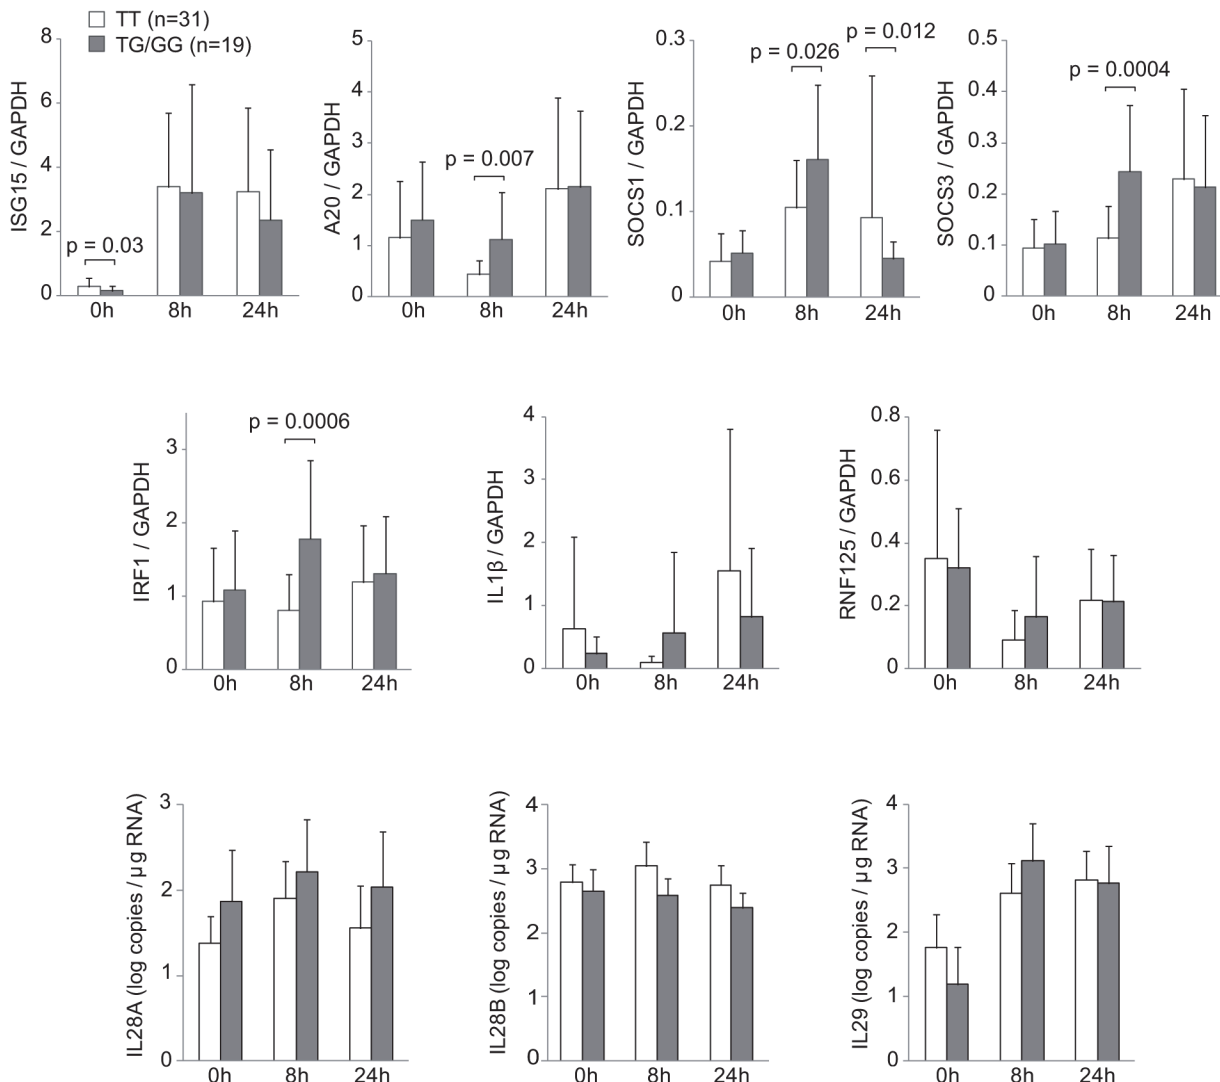 TT (n=31)
TG/GG (n=19)
ISG15 / GAPDH
8
6
4
2
0
p = 0.03
0h 8h 24h
A20 / GAPDH
5
4
3
2
1
0
p = 0.007
0h 8h 24h
SOCS1 / GAPDH
0.3
0.2
0.1
0
p = 0.026
p = 0.012
0h 8h 24h
SOCS3 / GAPDH
0.5
0.4
0.3
0.2
0.1
0
p = 0.0004
0h 8h 24h
IRF1 / GAPDH
3
2
1
0
p = 0.0006
0h 8h 24h
IL1β / GAPDH
4
3
2
1
0
0h 8h 24h
RNF125 / GAPDH
0.8
0.6
0.4
0.2
0
0h 8h 24h
IL28A (log copies / μg RNA)
3
2
1
0
0h 8h 24h
IL28B (log copies / μg RNA)
4
3
2
1
0
0h 8h 24h
IL29 (log copies / μg RNA)
4
3
2
1
0
0h 8h 24h